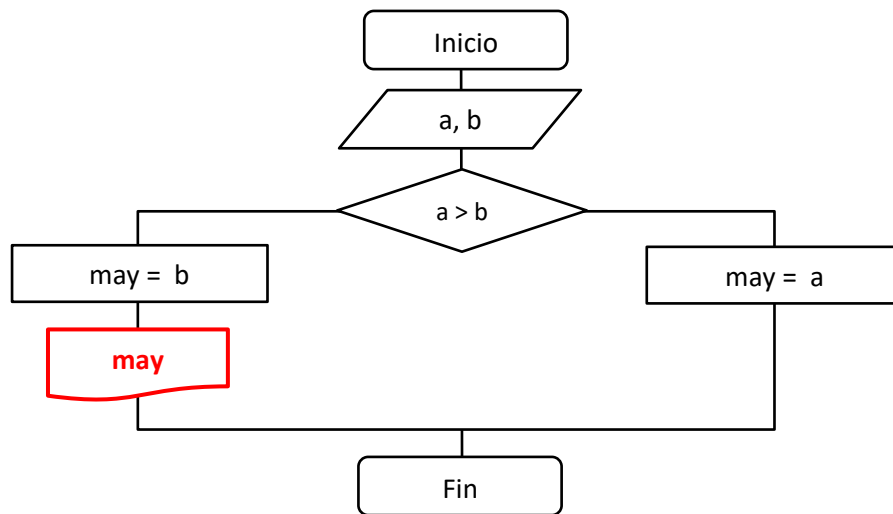 Inicio
a, b
a > b
may = b
may = a
may
Fin